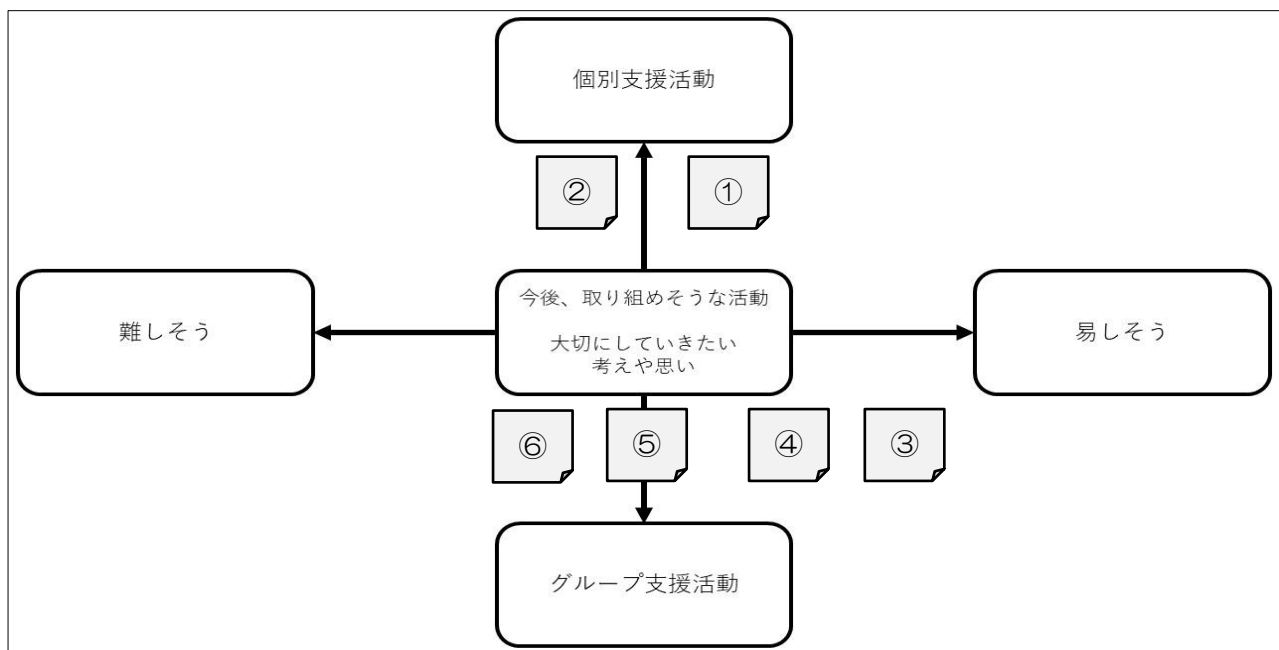 個別支援活動
②
①
難しそう
今後、取り組めそうな活動
大切にしていきたい
考えや思い
易しそう
⑥
⑤
④
③
グループ支援活動